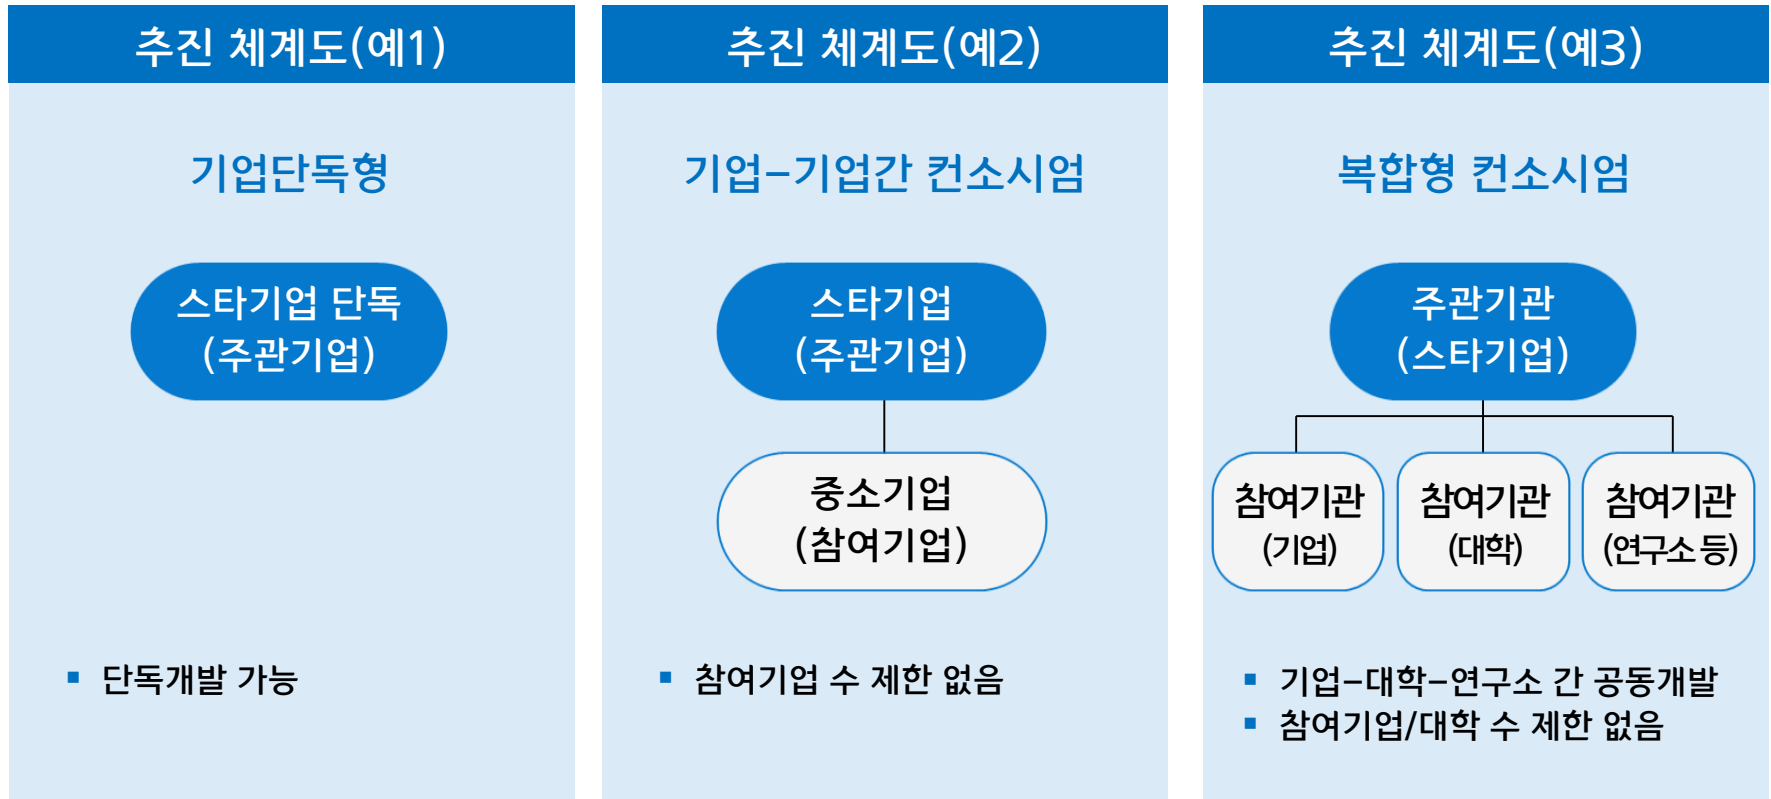 추진 체계도(예1)
기업단독형
스타기업 단독
(주관기업)
▪ 단독개발 가능
추진 체계도(예2)
기업-기업간 컨소시엄
스타기업
(주관기업)
중소기업
(참여기업)
▪ 참여기업 수 제한 없음
추진 체계도(예3)
복합형 컨소시엄
주관기관
(스타기업)
참여기관
(기업)
참여기관
(대학)
참여기관
(연구소 등)
▪ 기업-대학-연구소 간 공동개발
▪ 참여기업/대학 수 제한 없음